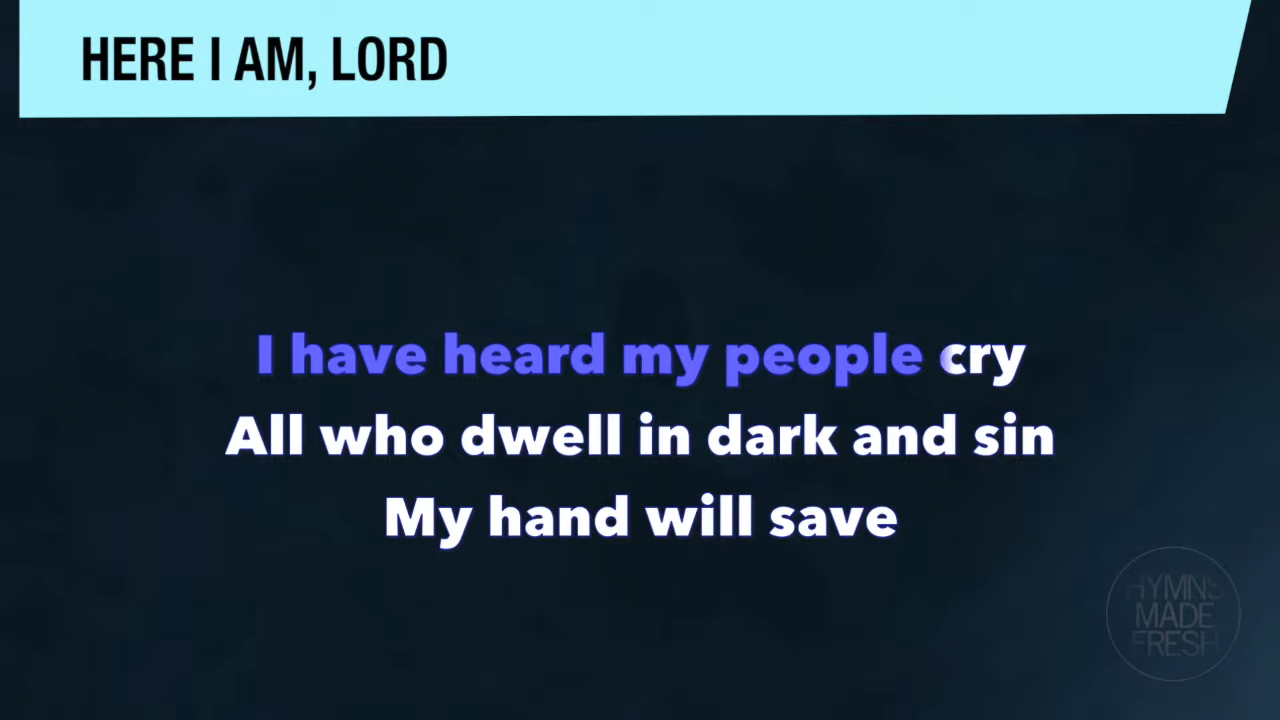 HERE I AM, LORD
I have heard my people cry
All who dwell in dark and sin
My hand will save
HYMNS
MADE
FRESH